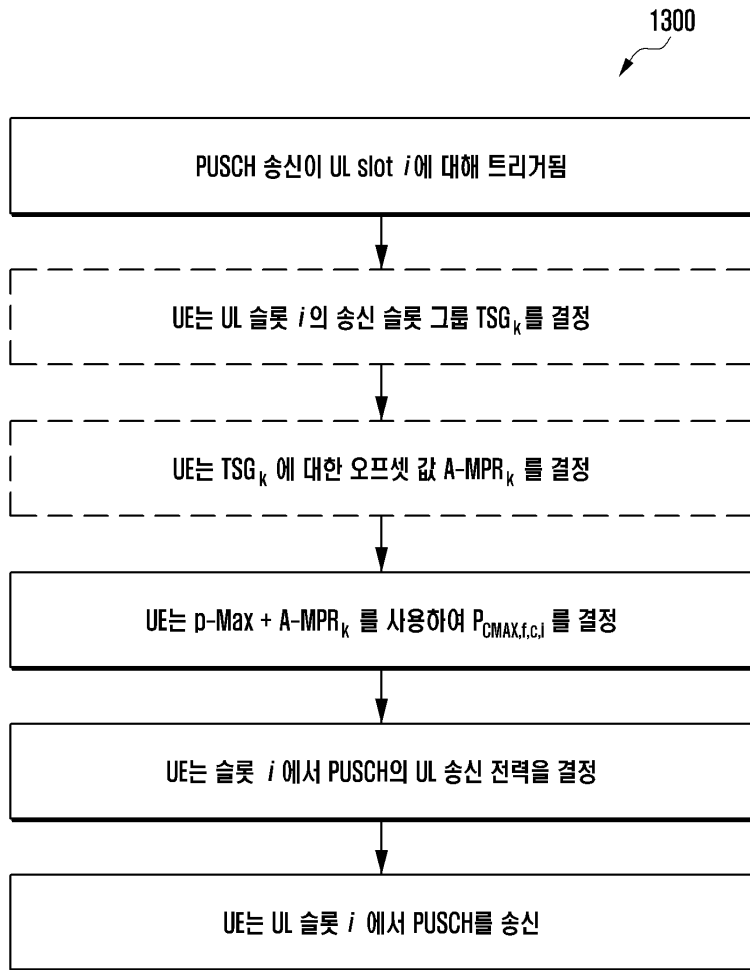 1300
PUSCH 송신이 UL slot i에 대해 트리거됨
UE는 UL 슬롯 i의 송신 슬롯 그룹 TSGk를 결정
UE는 TSGk 에 대한 오프셋 값 A-MPRk 를 결정
UE는 p-Max + A-MPRk 를 사용하여 PCMAX,f,c,i 를 결정
UE는 슬롯 i 에서 PUSCH의 UL 송신 전력을 결정
UE는 UL 슬롯 i 에서 PUSCH를 송신